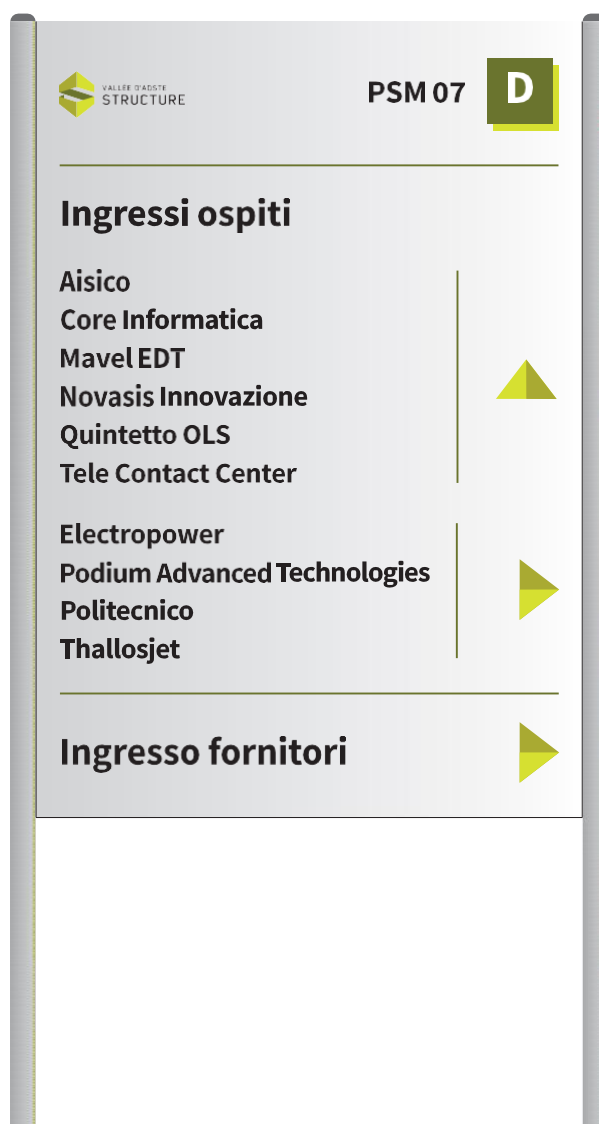 VALLÉE D'AOSTE
STRUCTURE
PSM 07
D
Ingressi ospiti
Aisico
Core Informatica
Mavel EDT
Novasis Innovazione
Quintetto OLS
Tele Contact Center
Electropower
Podium Advanced Technologies
Politecnico
Thallosjet
Ingresso fornitori